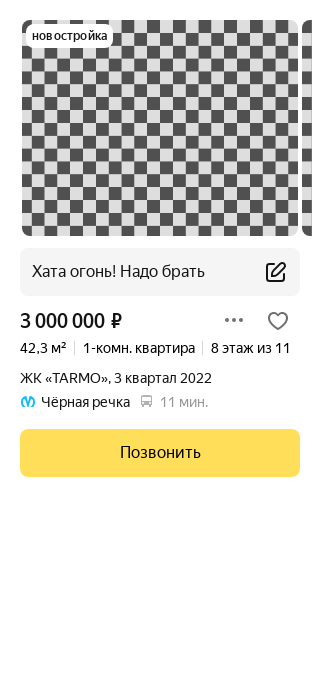 новостройка
Хата огонь! Надо брать
3 000 000 ₽
42,3 м² 1-комн. квартира 8 этаж из 11
ЖК «TARMO», 3 квартал 2022
Чёрная речка 11 мин.
Позвонить